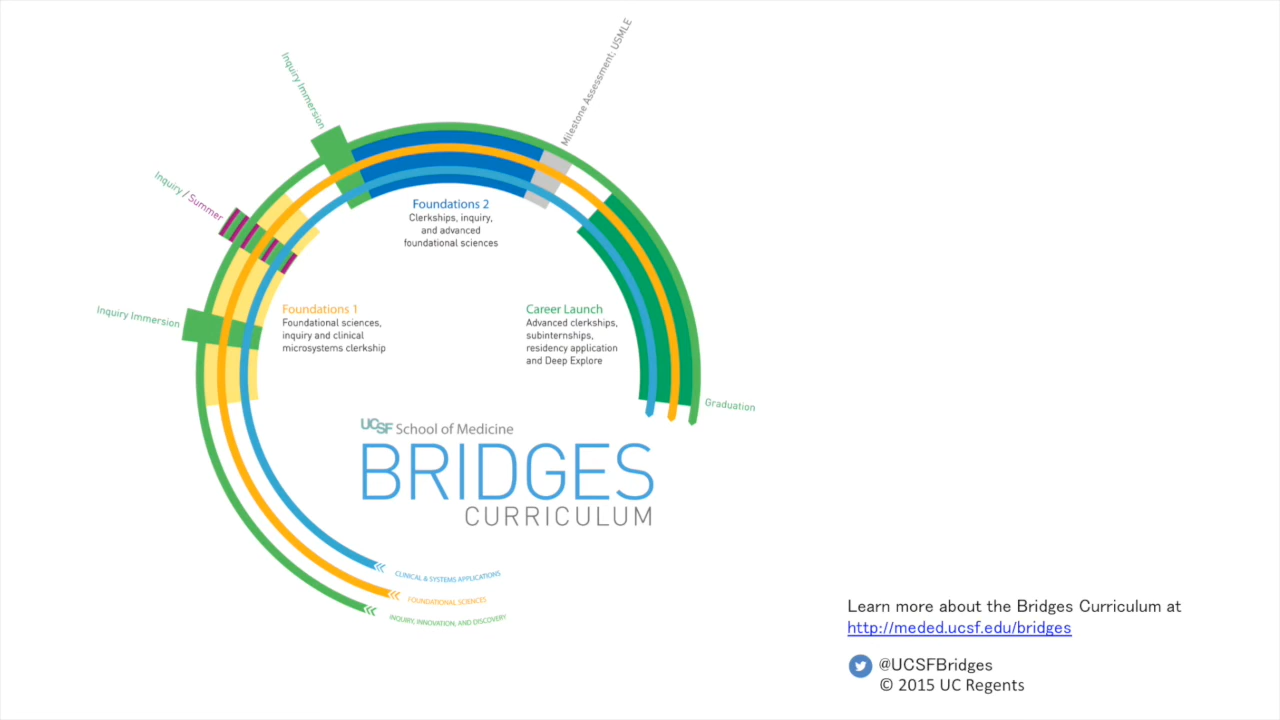 Milestone Assessment: USMLE
Inquiry Immersion
Inquiry / Summer
Inquiry Immersion
Foundations 2
Clerkships, inquiry,
and advanced
foundational sciences
Foundations 1
Foundational sciences,
inquiry and clinical
microsystems clerkship
Career Launch
Advanced clerkships,
subinternships,
residency application
and Deep Explore
Graduation
UCSF School of Medicine
BRIDGES
CURRICULUM
CLINICAL & SYSTEMS APPLICATIONS
FOUNDATIONAL SCIENCES
INQUIRY, INNOVATION, AND DISCOVERY
Learn more about the Bridges Curriculum at
http://meded.ucsf.edu/bridges
@UCSFBridges
© 2015 UC Regents